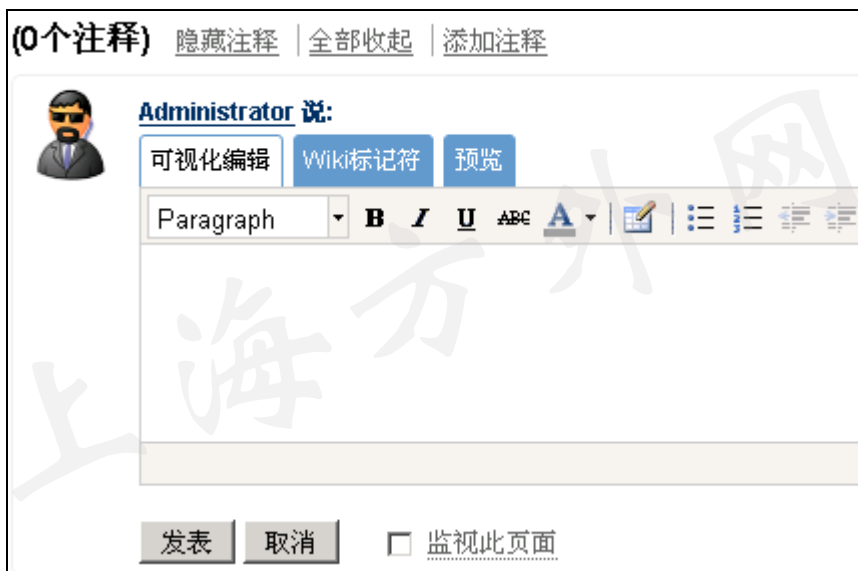 (0个注释) 隐藏注释 | 全部收起 | 添加注释
Administrator 说:
可视化编辑 Wiki标记符 预览
Paragraph B I U ABC A
上海方外网
发表 取消 监视此页面